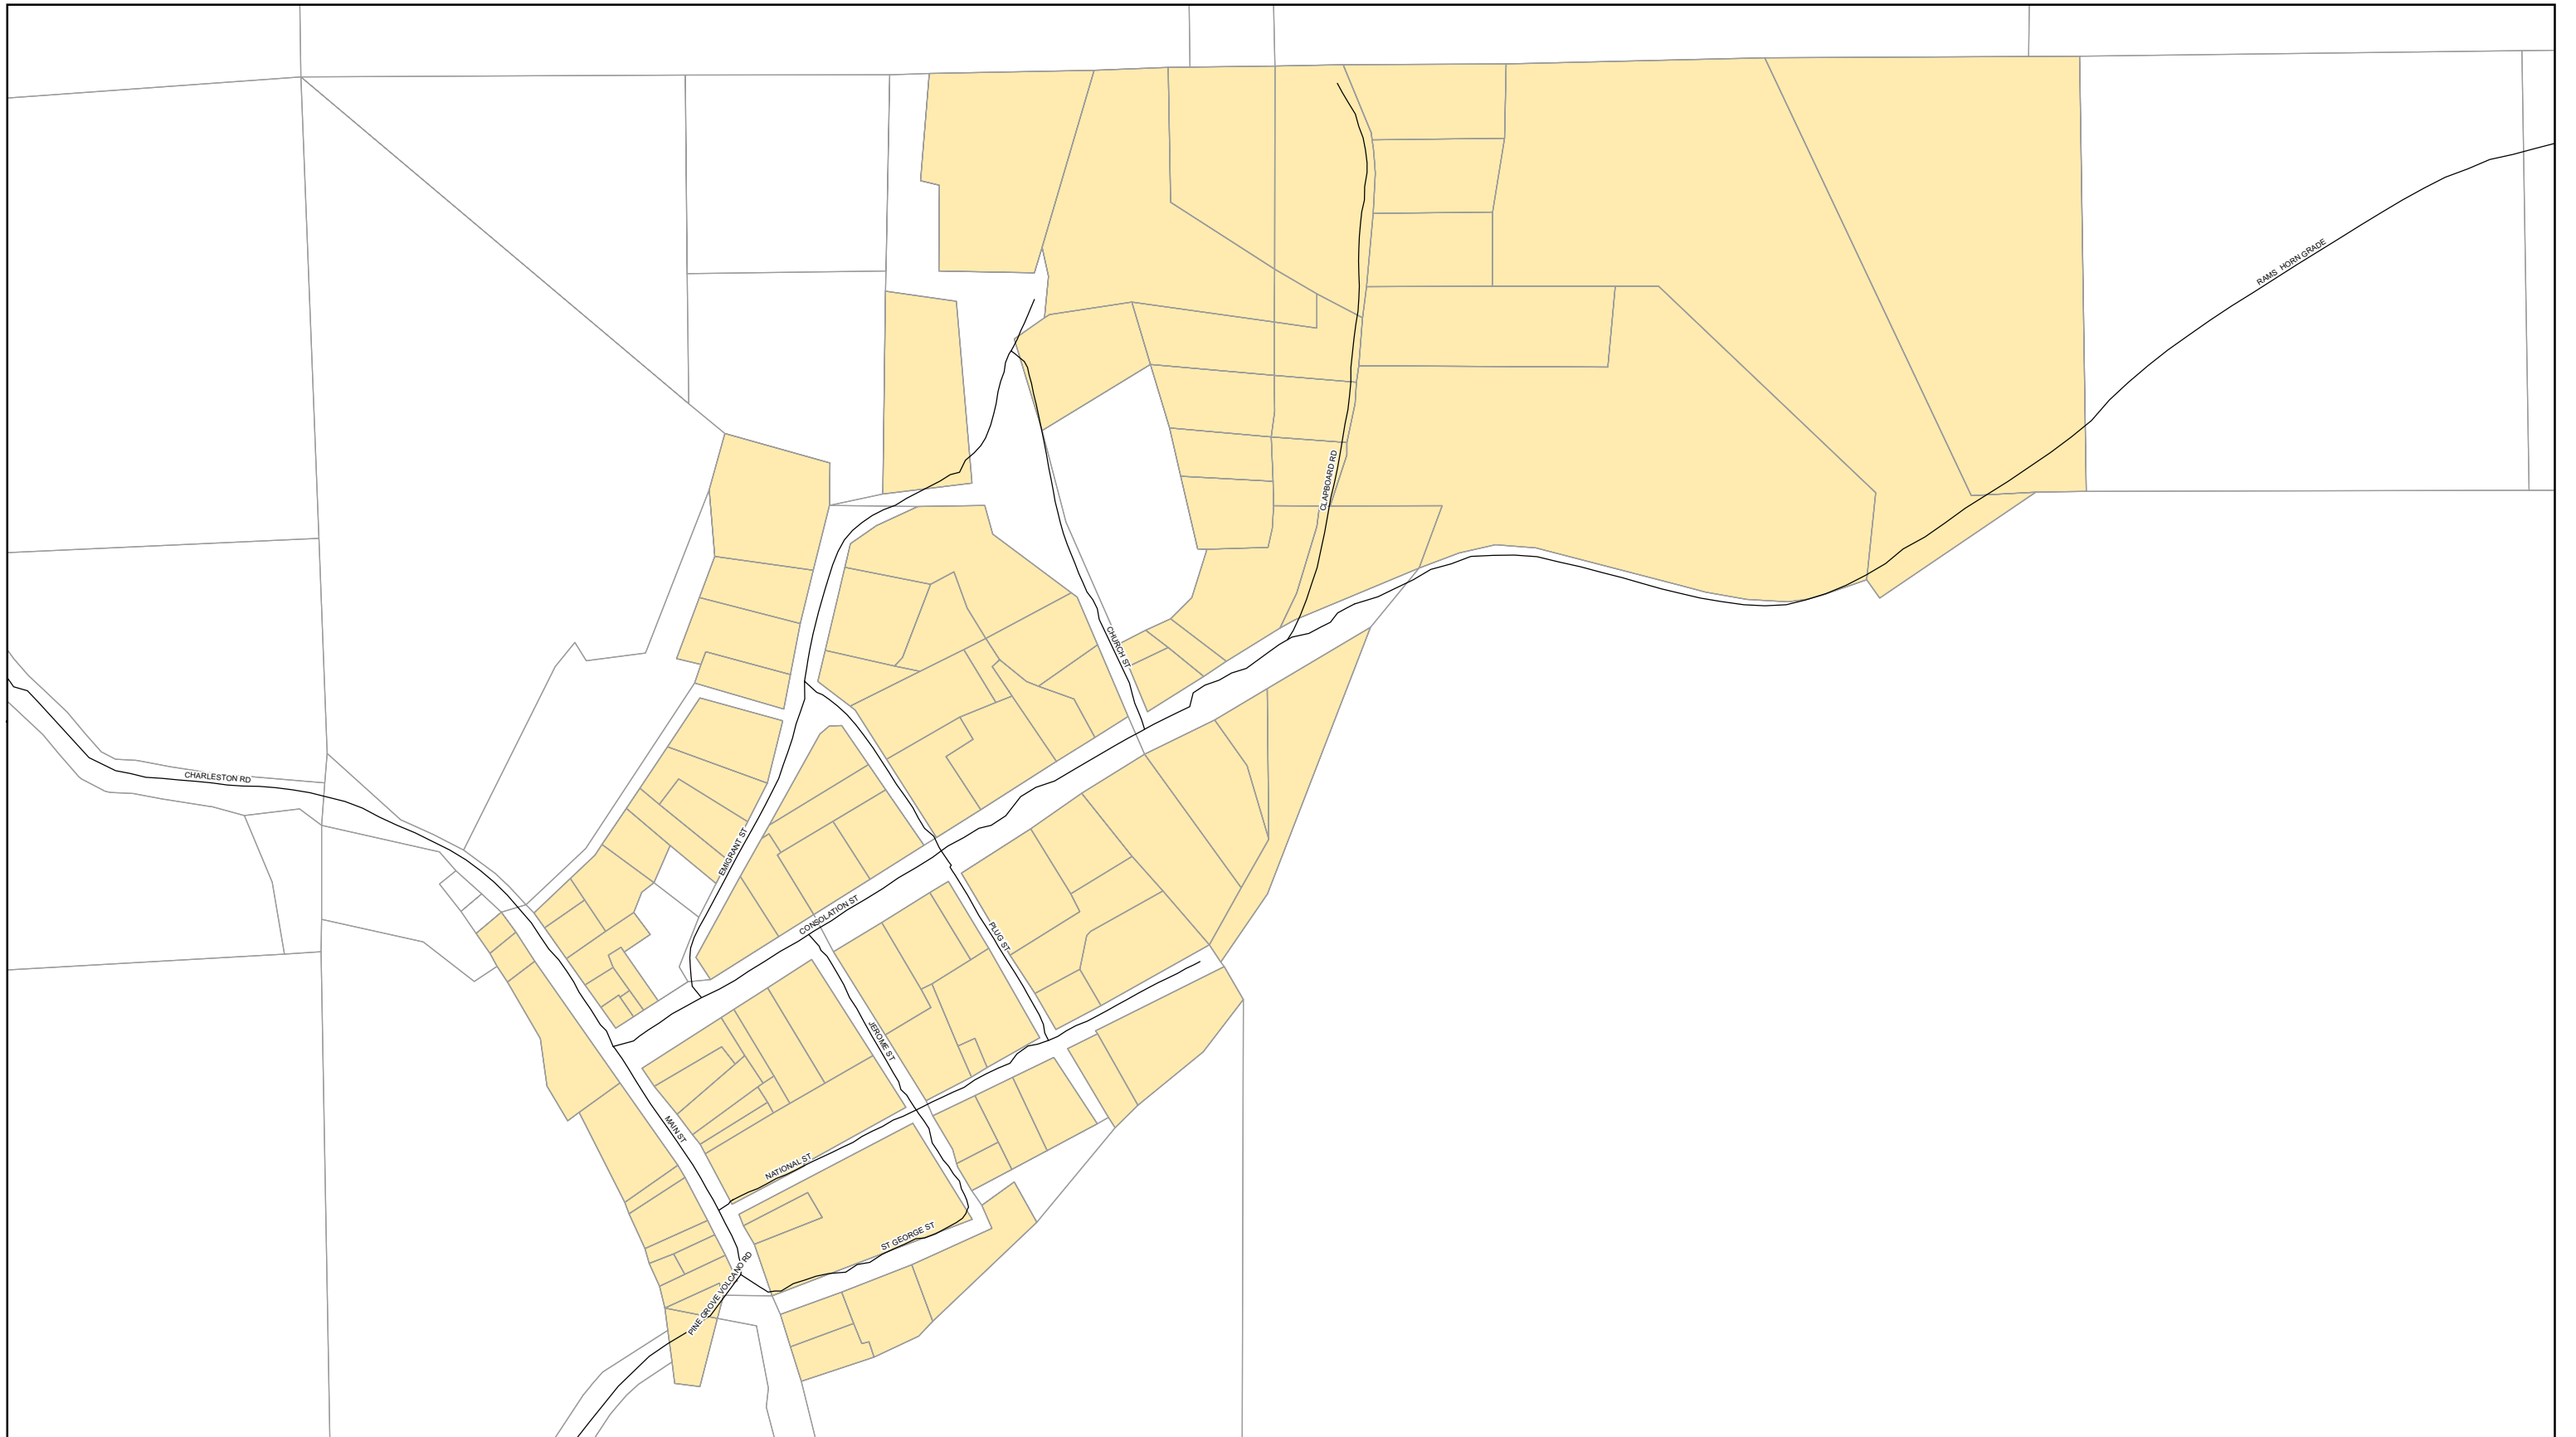 RAMS HORN GRADE
CLAPBOARD RD
CHURCH ST
CHARLESTON RD
EMIGRANT ST
CONSOLATION ST
PLUG ST
JEROME ST
MAIN ST
NATIONAL ST
ST GEORGE ST
PINE GROVE VOLCANO RD